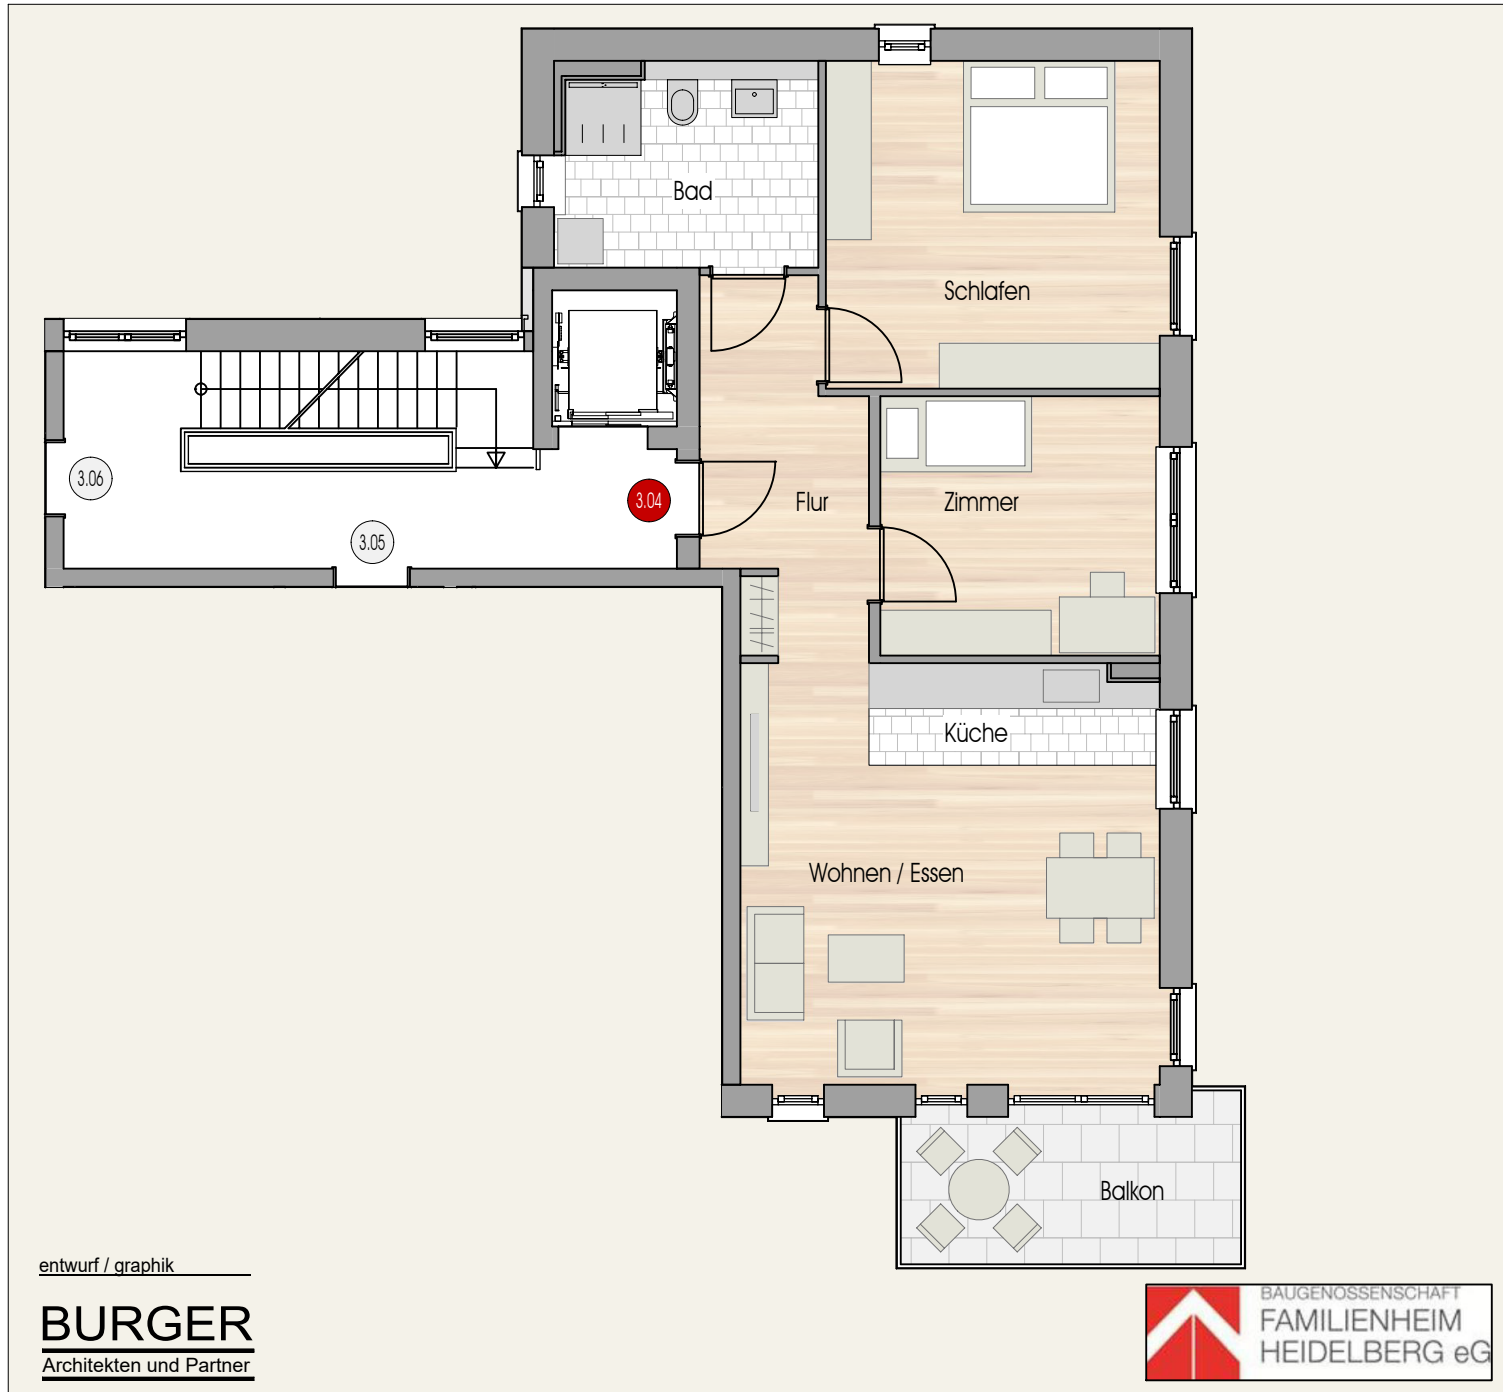 Bad
Schlafen
3.06
3.04
Flur
Zimmer
3.05
Küche
Wohnen / Essen
Balkon
entwurf / graphik
BURGER
Architekten und Partner
BAUGENOSSENSCHAFT
FAMILIENHEIM
HEIDELBERG eG